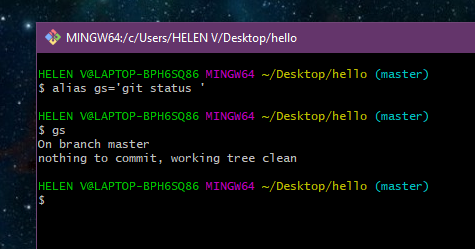 MINGW64:/c/Users/HELEN V/Desktop/hello
HELEN V@LAPTOP-BPH6SQ86 MINGW64 ~/Desktop/hello (master)
$ alias gs='git status '
HELEN V@LAPTOP-BPH6SQ86 MINGW64 ~/Desktop/hello (master)
$ gs
On branch master
nothing to commit, working tree clean
HELEN V@LAPTOP-BPH6SQ86 MINGW64 ~/Desktop/hello (master)
$